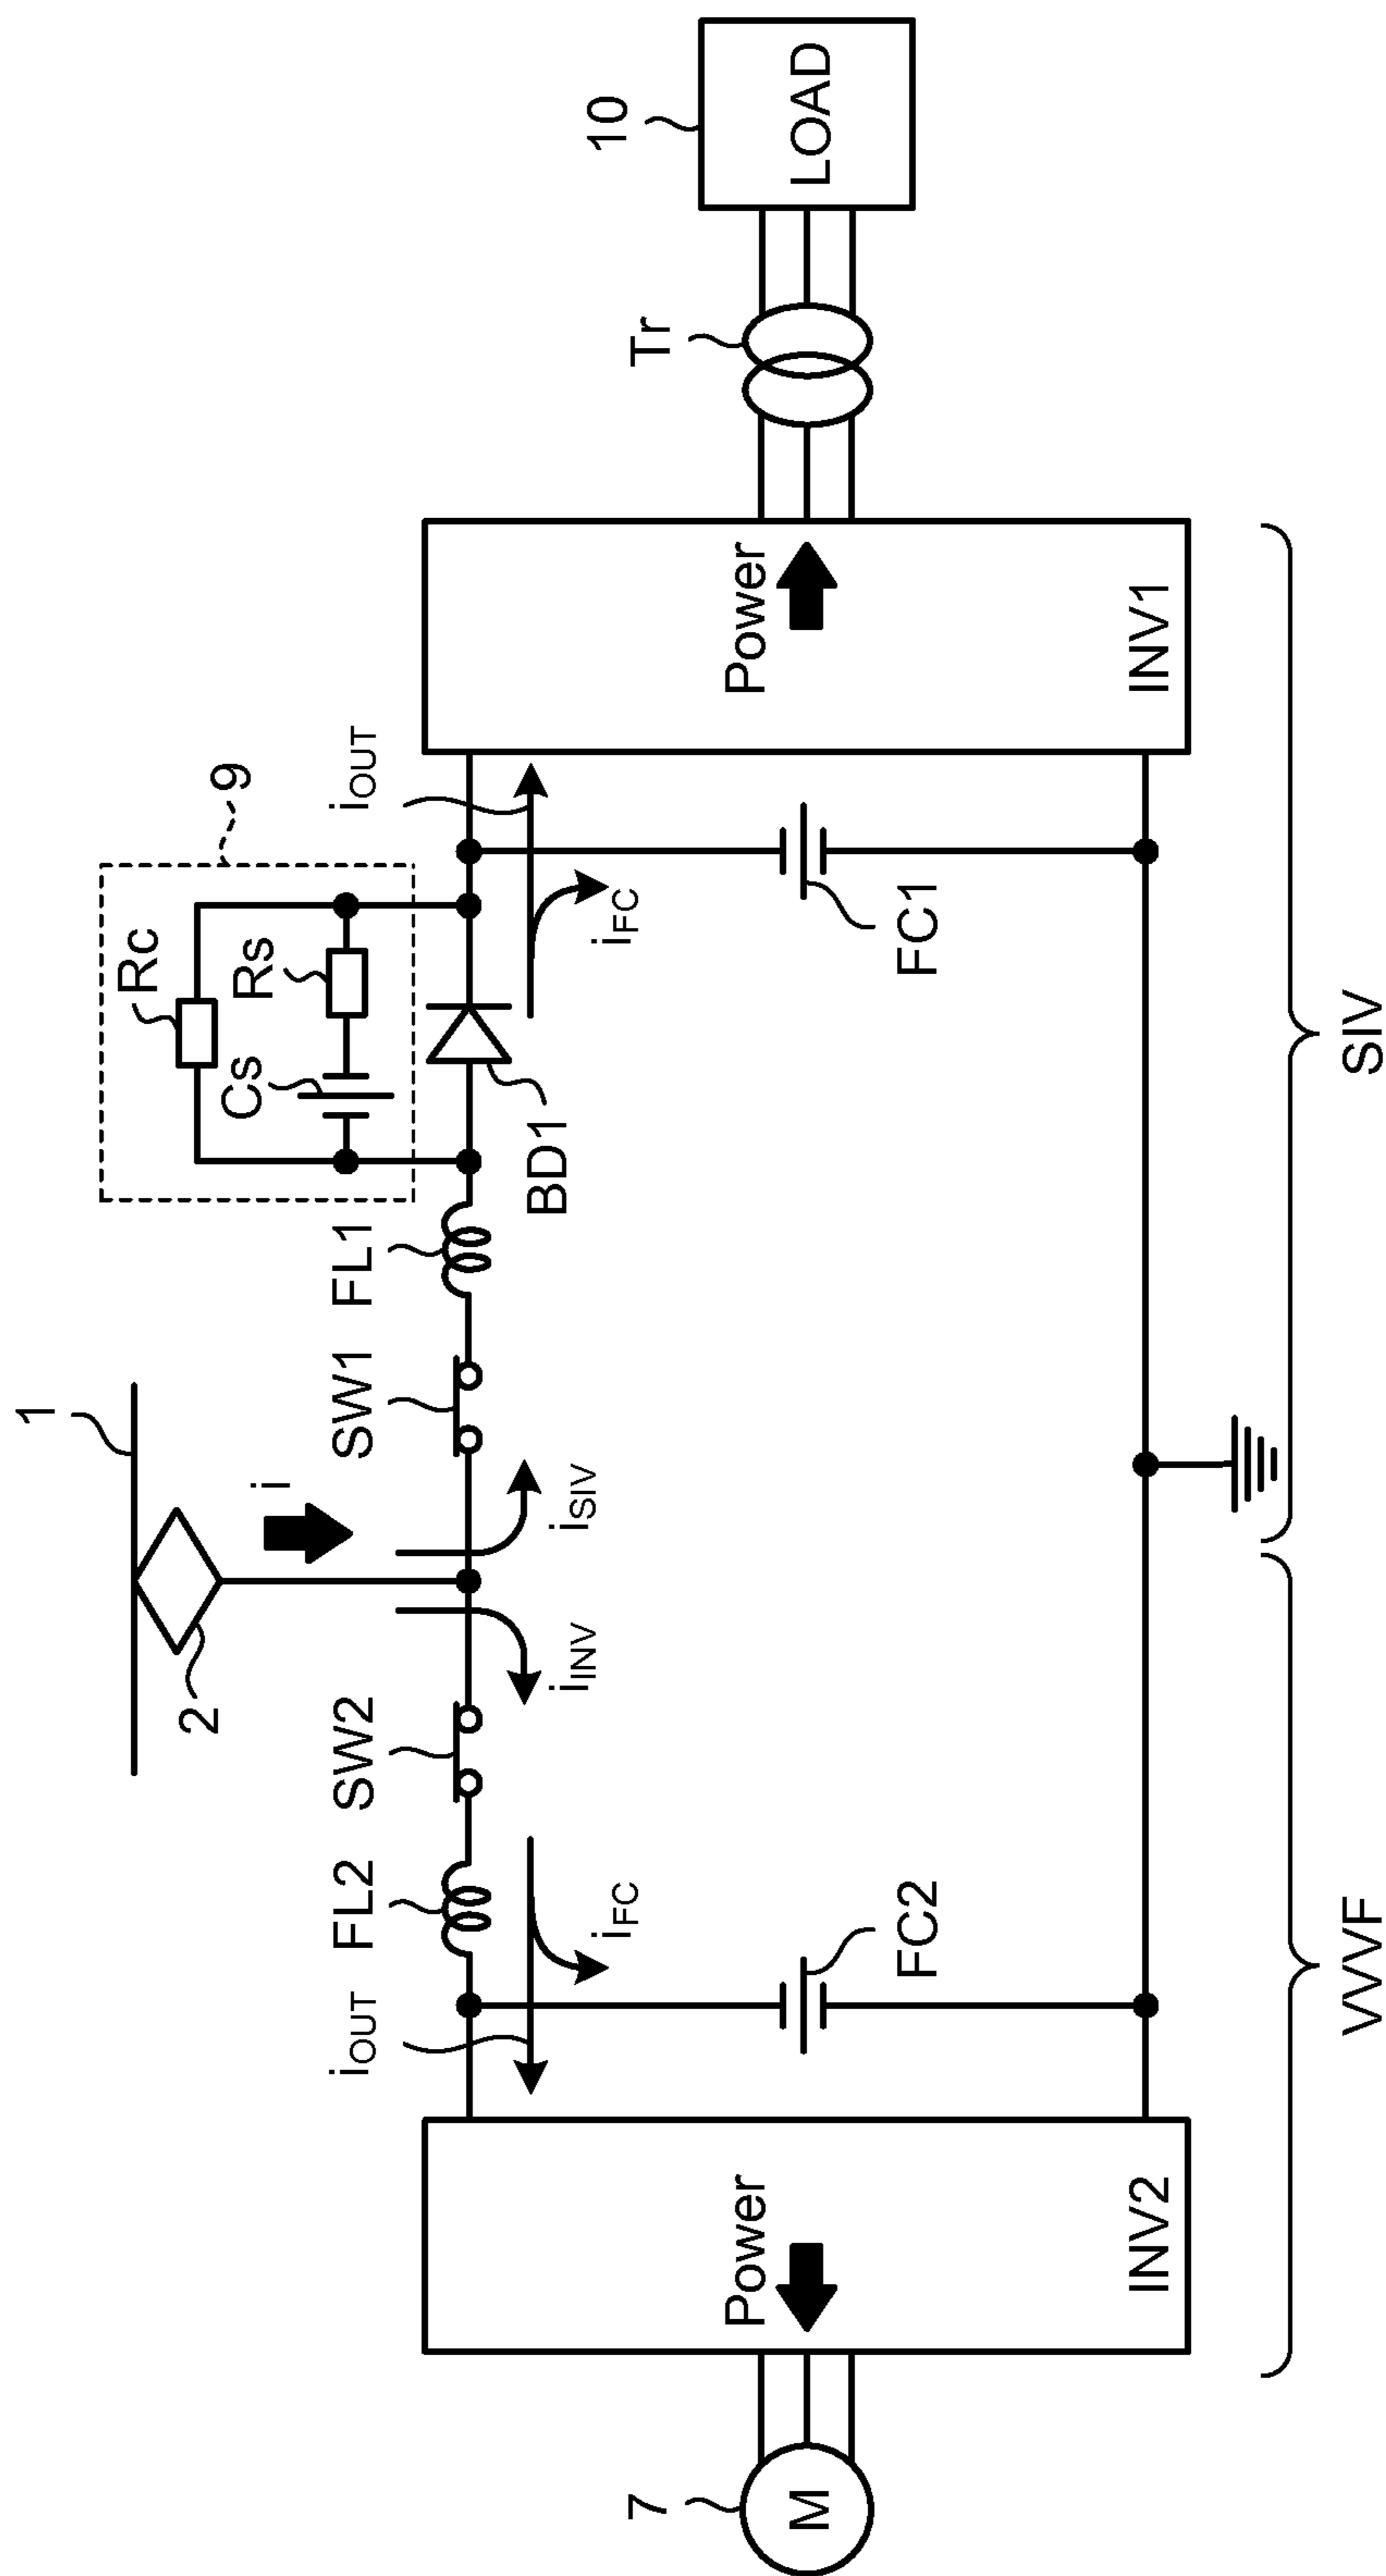 1
2
i
9
Rc
Rs
Cs
10
Tr
LOAD
iOUT
FL2
SW2
SW1
FL1
iOUT
iINV
iSIV
BD1
iFC
iFC
7
M
Power
Power
FC2
FC1
INV2
INV1
VVVF
SIV